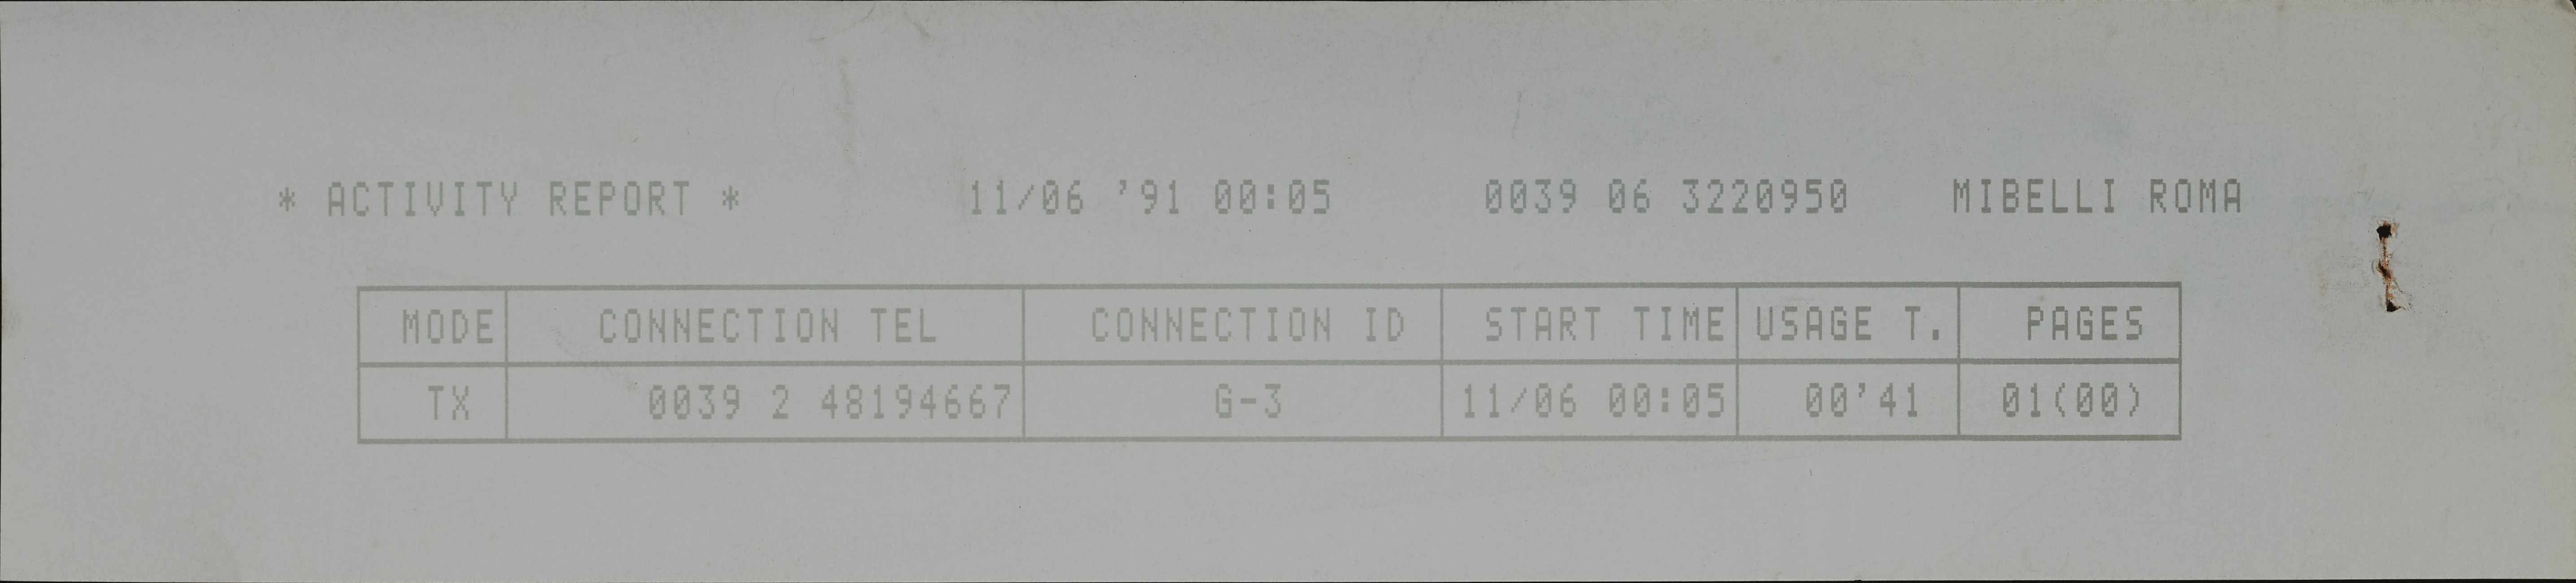 * ACTIVITY REPORT * 11/06 '91 00:05 0039 06 3220950 MIBELLI ROMA
MODE CONNECTION TEL CONNECTION ID START TIME USAGE T. PAGES
TX 0039 2 48194667 G-3 11/06 00:05 00'41 01(00)